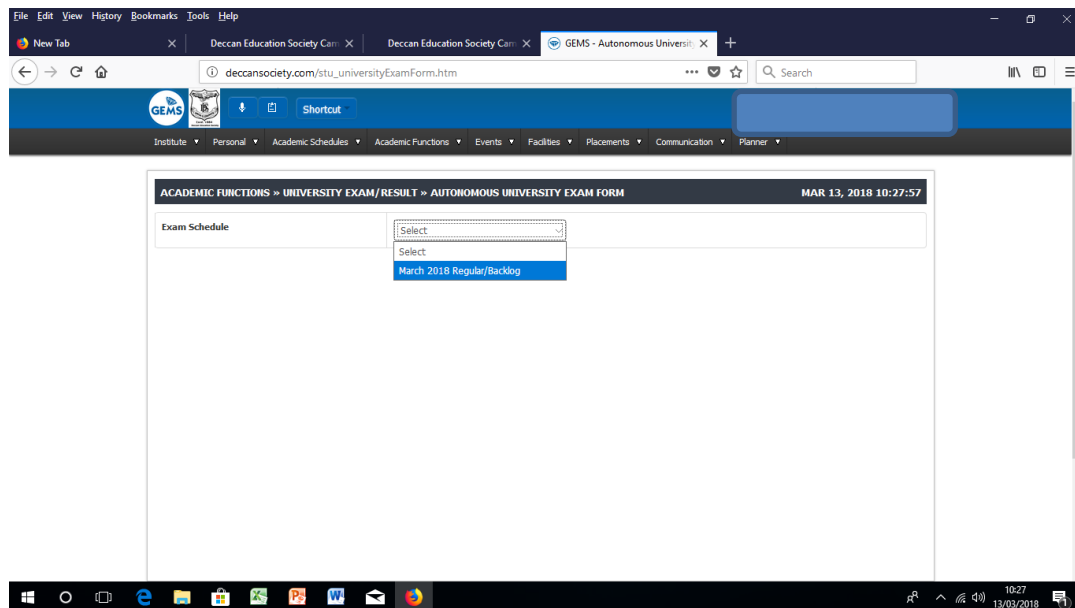 File Edit View History Bookmarks Tools Help
New Tab Deccan Education Society Cam Deccan Education Society Cam GEMS - Autonomous University
deccansociety.com/stu_universityExamForm.htm Search
GEMS Shortcut
Institute Personal Academic Schedules Academic Functions Events Facilities Placements Communication Planner
ACADEMIC FUNCTIONS » UNIVERSITY EXAM/RESULT » AUTONOMOUS UNIVERSITY EXAM FORM MAR 13, 2018 10:27:57
Exam Schedule Select
Select
March 2018 Regular/Backlog
10:27
13/03/2018